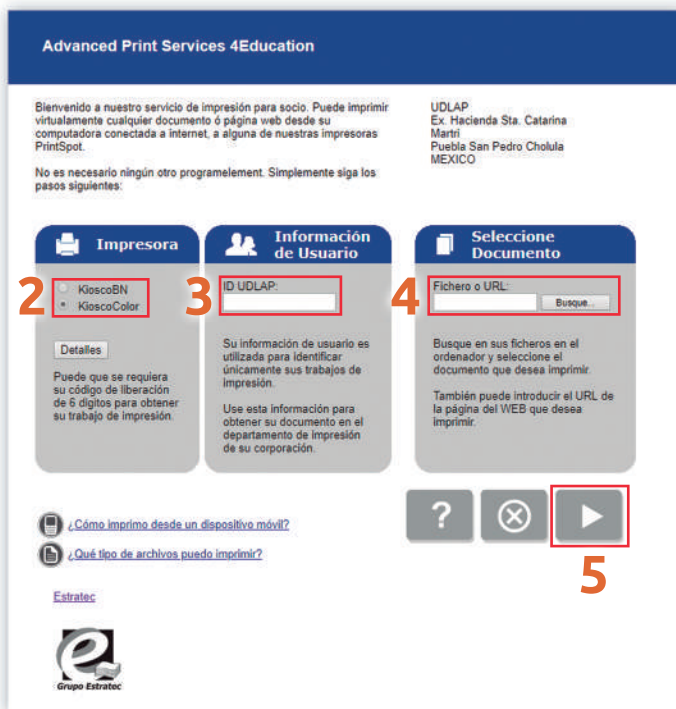 Advanced Print Services 4Education
Bienvenido a nuestro servicio de impresión para socio. Puede imprimir
virtualamente cualquier documento ó página web desde su
computadora conectada a internet, a alguna de nuestras impresoras
PrintSpot.
No es necesario ningún otro programelement. Simplemente siga los
pasos siguientes:
UDLAP
Ex. Hacienda Sta. Catarina
Martri
Puebla San Pedro Cholula
MEXICO
Impresora
2
KioscoBN
KioscoColor
Detalles
Puede que se requiera
su código de liberación
de 6 digitos para obtener
su trabajo de impresión.
Información
de Usuario
3
ID UDLAP:
Su información de usuario es
utilizada para identificar
únicamente sus trabajos de
impresión.
Use esta información para
obtener su documento en el
departamento de impresión
de su corporación.
Seleccione
Documento
4
Fichero o URL:
Busque...
Busque en sus ficheros en el
ordenador y seleccione el
documento que desea imprimir.
También puede introducir el URL de
la página del WEB que desea
imprimir.
?
5
¿Cómo imprimo desde un dispositivo móvil?
¿Qué tipo de archivos puedo imprimir?
Estratec
e
Grupo Estratec